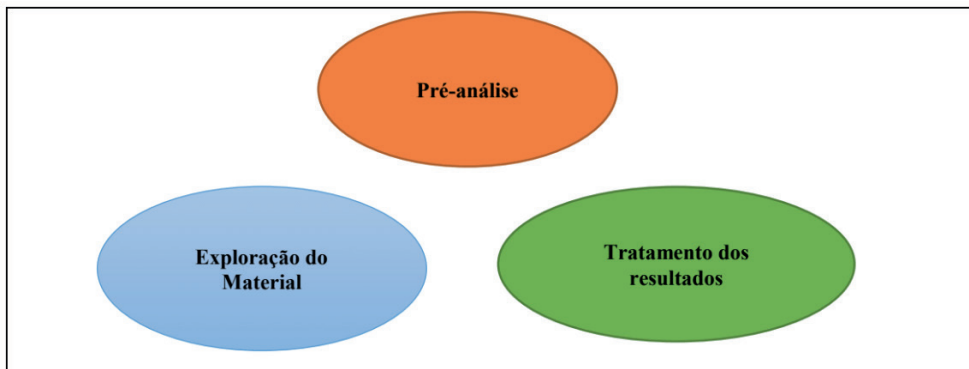 Pré-análise
Exploração do
Material
Tratamento dos
resultados